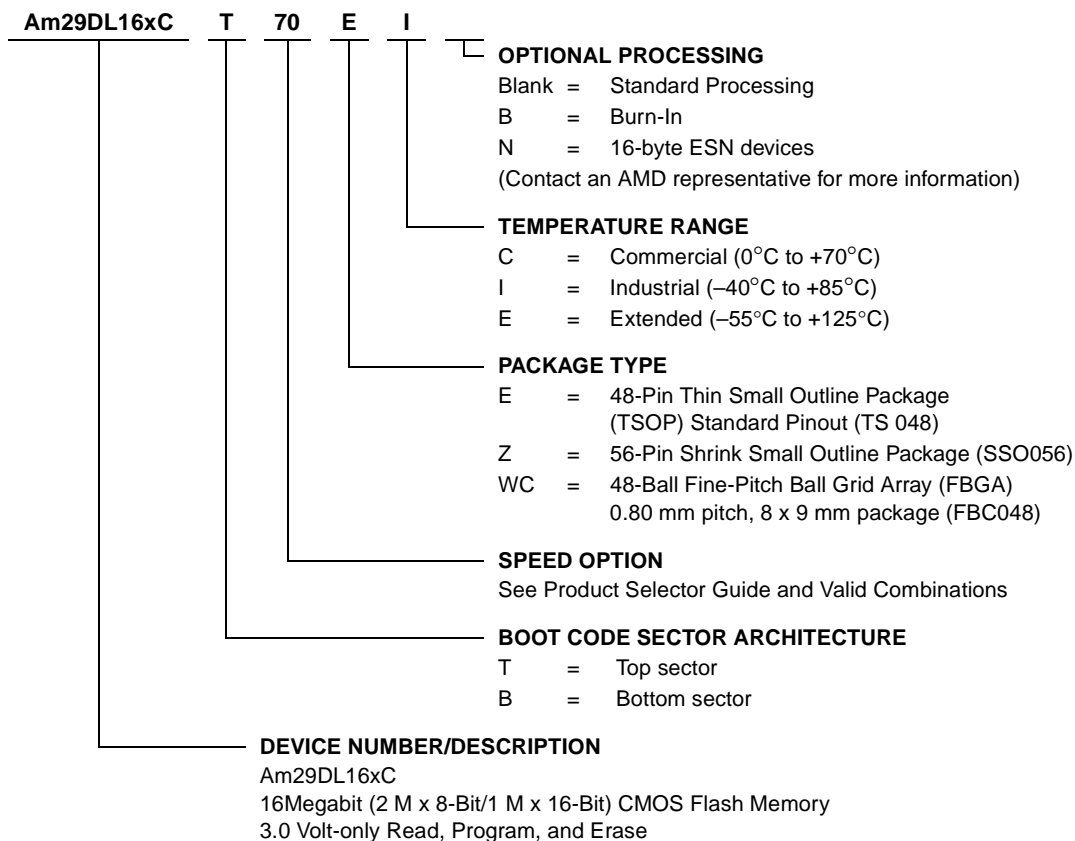 Am29DL16xC T 70 E I
OPTIONAL PROCESSING
Blank = Standard Processing
B = Burn-In
N = 16-byte ESN devices
(Contact an AMD representative for more information)
TEMPERATURE RANGE
C = Commercial (0°C to +70°C)
I = Industrial (–40°C to +85°C)
E = Extended (–55°C to +125°C)
PACKAGE TYPE
E = 48-Pin Thin Small Outline Package
(TSOP) Standard Pinout (TS 048)
Z = 56-Pin Shrink Small Outline Package (SSO056)
WC = 48-Ball Fine-Pitch Ball Grid Array (FBGA)
0.80 mm pitch, 8 x 9 mm package (FBC048)
SPEED OPTION
See Product Selector Guide and Valid Combinations
BOOT CODE SECTOR ARCHITECTURE
T = Top sector
B = Bottom sector
DEVICE NUMBER/DESCRIPTION
Am29DL16xC
16Megabit (2 M x 8-Bit/1 M x 16-Bit) CMOS Flash Memory
3.0 Volt-only Read, Program, and Erase